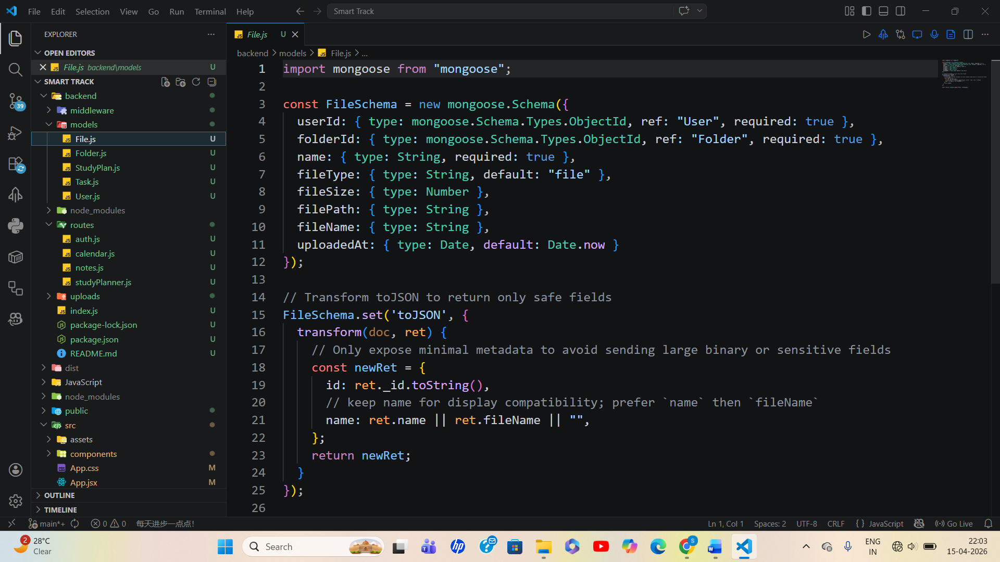 File Edit Selection View Go Run Terminal Help
Smart Track
EXPLORER
OPEN EDITORS
File.js backend\models U
SMART TRACK
backend
middleware
models
File.js U
Folder.js U
StudyPlan.js U
Task.js U
User.js U
node_modules
routes
auth.js U
calendar.js U
notes.js U
studyPlanner.js U
uploads
index.js U
package-lock.json U
package.json U
README.md U
dist
JavaScript
node_modules
public
src
assets
components
App.css M
App.jsx M
OUTLINE
TIMELINE
39
File.js U
backend > models > File.js > ...
1 import mongoose from "mongoose";
2
3 const FileSchema = new mongoose.Schema({
4 userId: { type: mongoose.Schema.Types.ObjectId, ref: "User", required: true },
5 folderId: { type: mongoose.Schema.Types.ObjectId, ref: "Folder", required: true },
6 name: { type: String, required: true },
7 fileType: { type: String, default: "file" },
8 fileSize: { type: Number },
9 filePath: { type: String },
10 fileName: { type: String },
11 uploadedAt: { type: Date, default: Date.now }
12 });
13
14 // Transform toJSON to return only safe fields
15 FileSchema.set('toJSON', {
16 transform(doc, ret) {
17 // Only expose minimal metadata to avoid sending large binary or sensitive fields
18 const newRet = {
19 id: ret._id.toString(),
20 // keep name for display compatibility; prefer `name` then `fileName`
21 name: ret.name || ret.fileName || "",
22 };
23 return newRet;
24 }
25 });
26
main*+ 0 0 每天进步一点点!
Ln 1, Col 1 Spaces: 2 UTF-8 CRLF { } JavaScript Go Live
2
28°C
Clear
Search
ENG
IN
22:03
15-04-2026